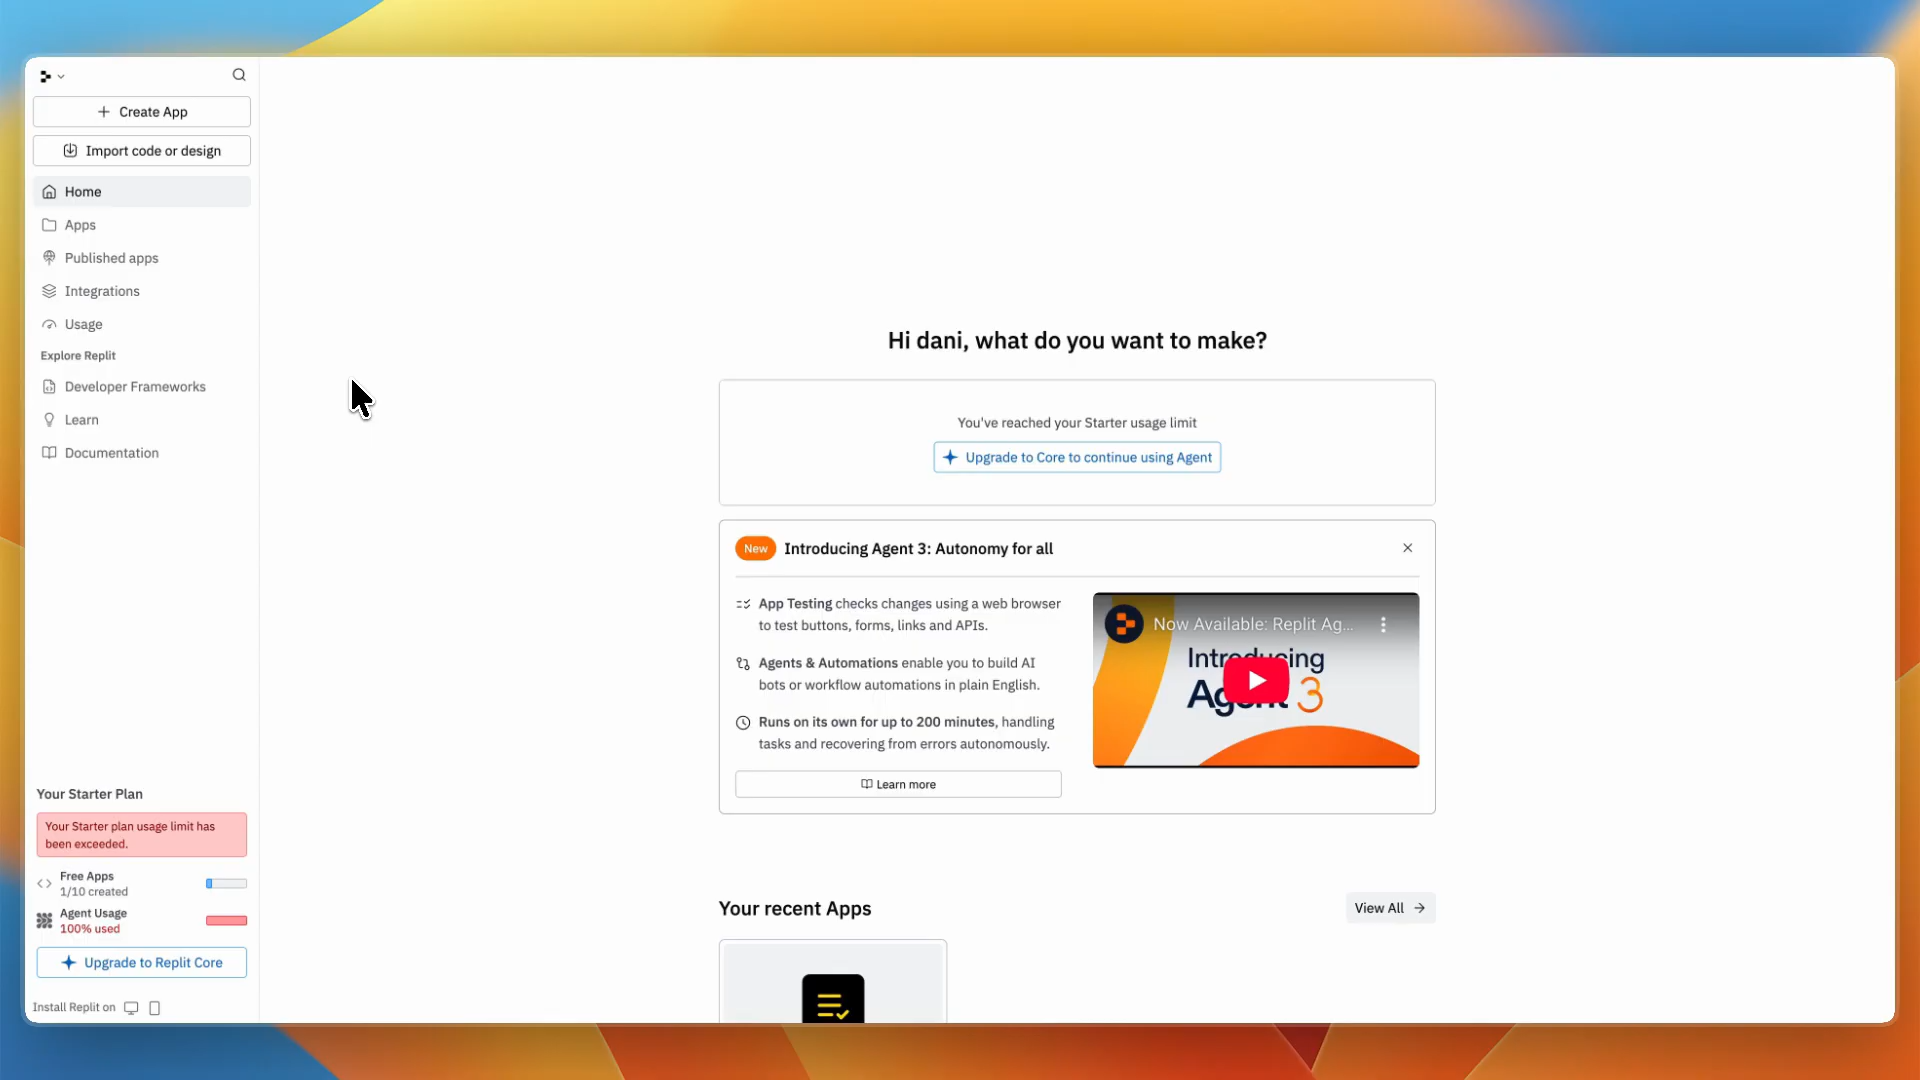 Create App
Import code or design
Home
Apps
Published apps
Integrations
Usage
Explore Replit
Developer Frameworks
Learn
Documentation
Your Starter Plan
Your Starter plan usage limit has
been exceeded.
Free Apps
1/10 created
Agent Usage
100% used
Upgrade to Replit Core
Install Replit on
Hi dani, what do you want to make?
You've reached your Starter usage limit
Upgrade to Core to continue using Agent
New Introducing Agent 3: Autonomy for all
App Testing checks changes using a web browser
to test buttons, forms, links and APIs.
Agents & Automations enable you to build AI
bots or workflow automations in plain English.
Runs on its own for up to 200 minutes, handling
tasks and recovering from errors autonomously.
Learn more
Now Available: Replit Ag...
Introducing
Agent 3
Your recent Apps
View All